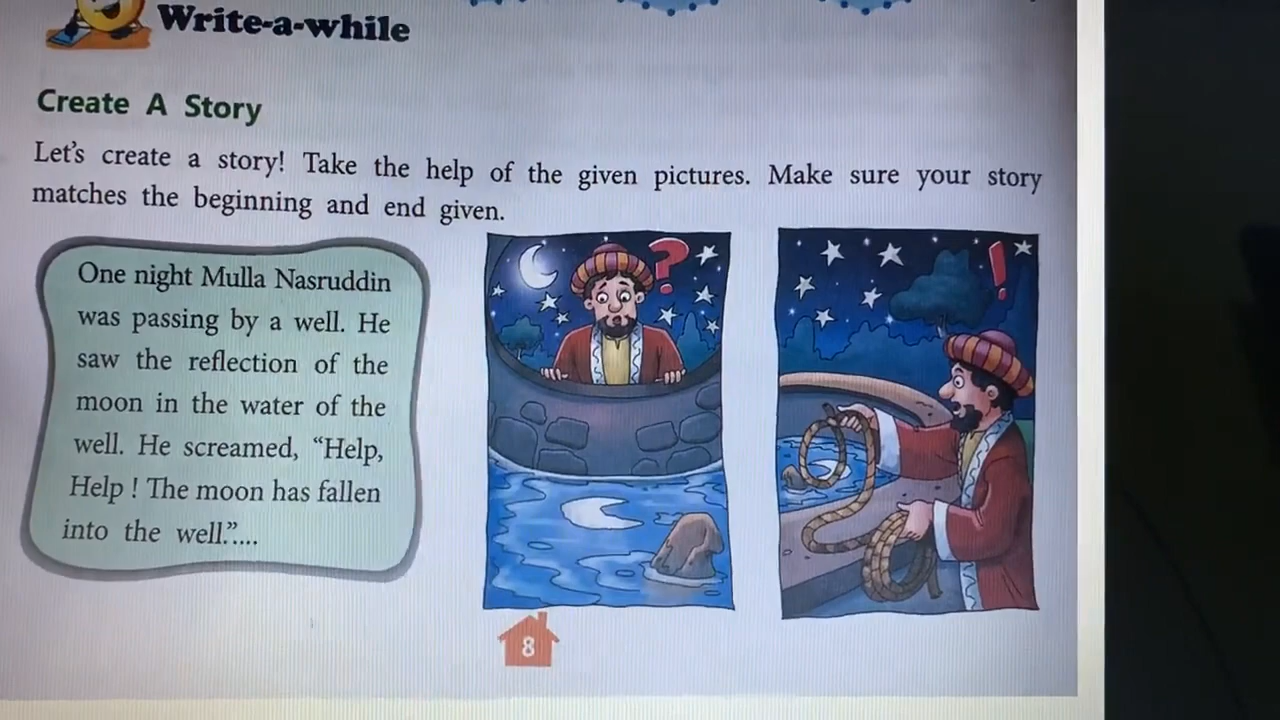 Write-a-while
Create A Story
Let's create a story! Take the help of the given pictures. Make sure your story
matches the beginning and end given.
One night Mulla Nasruddin
was passing by a well. He
saw the reflection of the
moon in the water of the
well. He screamed, “Help,
Help ! The moon has fallen
into the well.”....
?
!
8